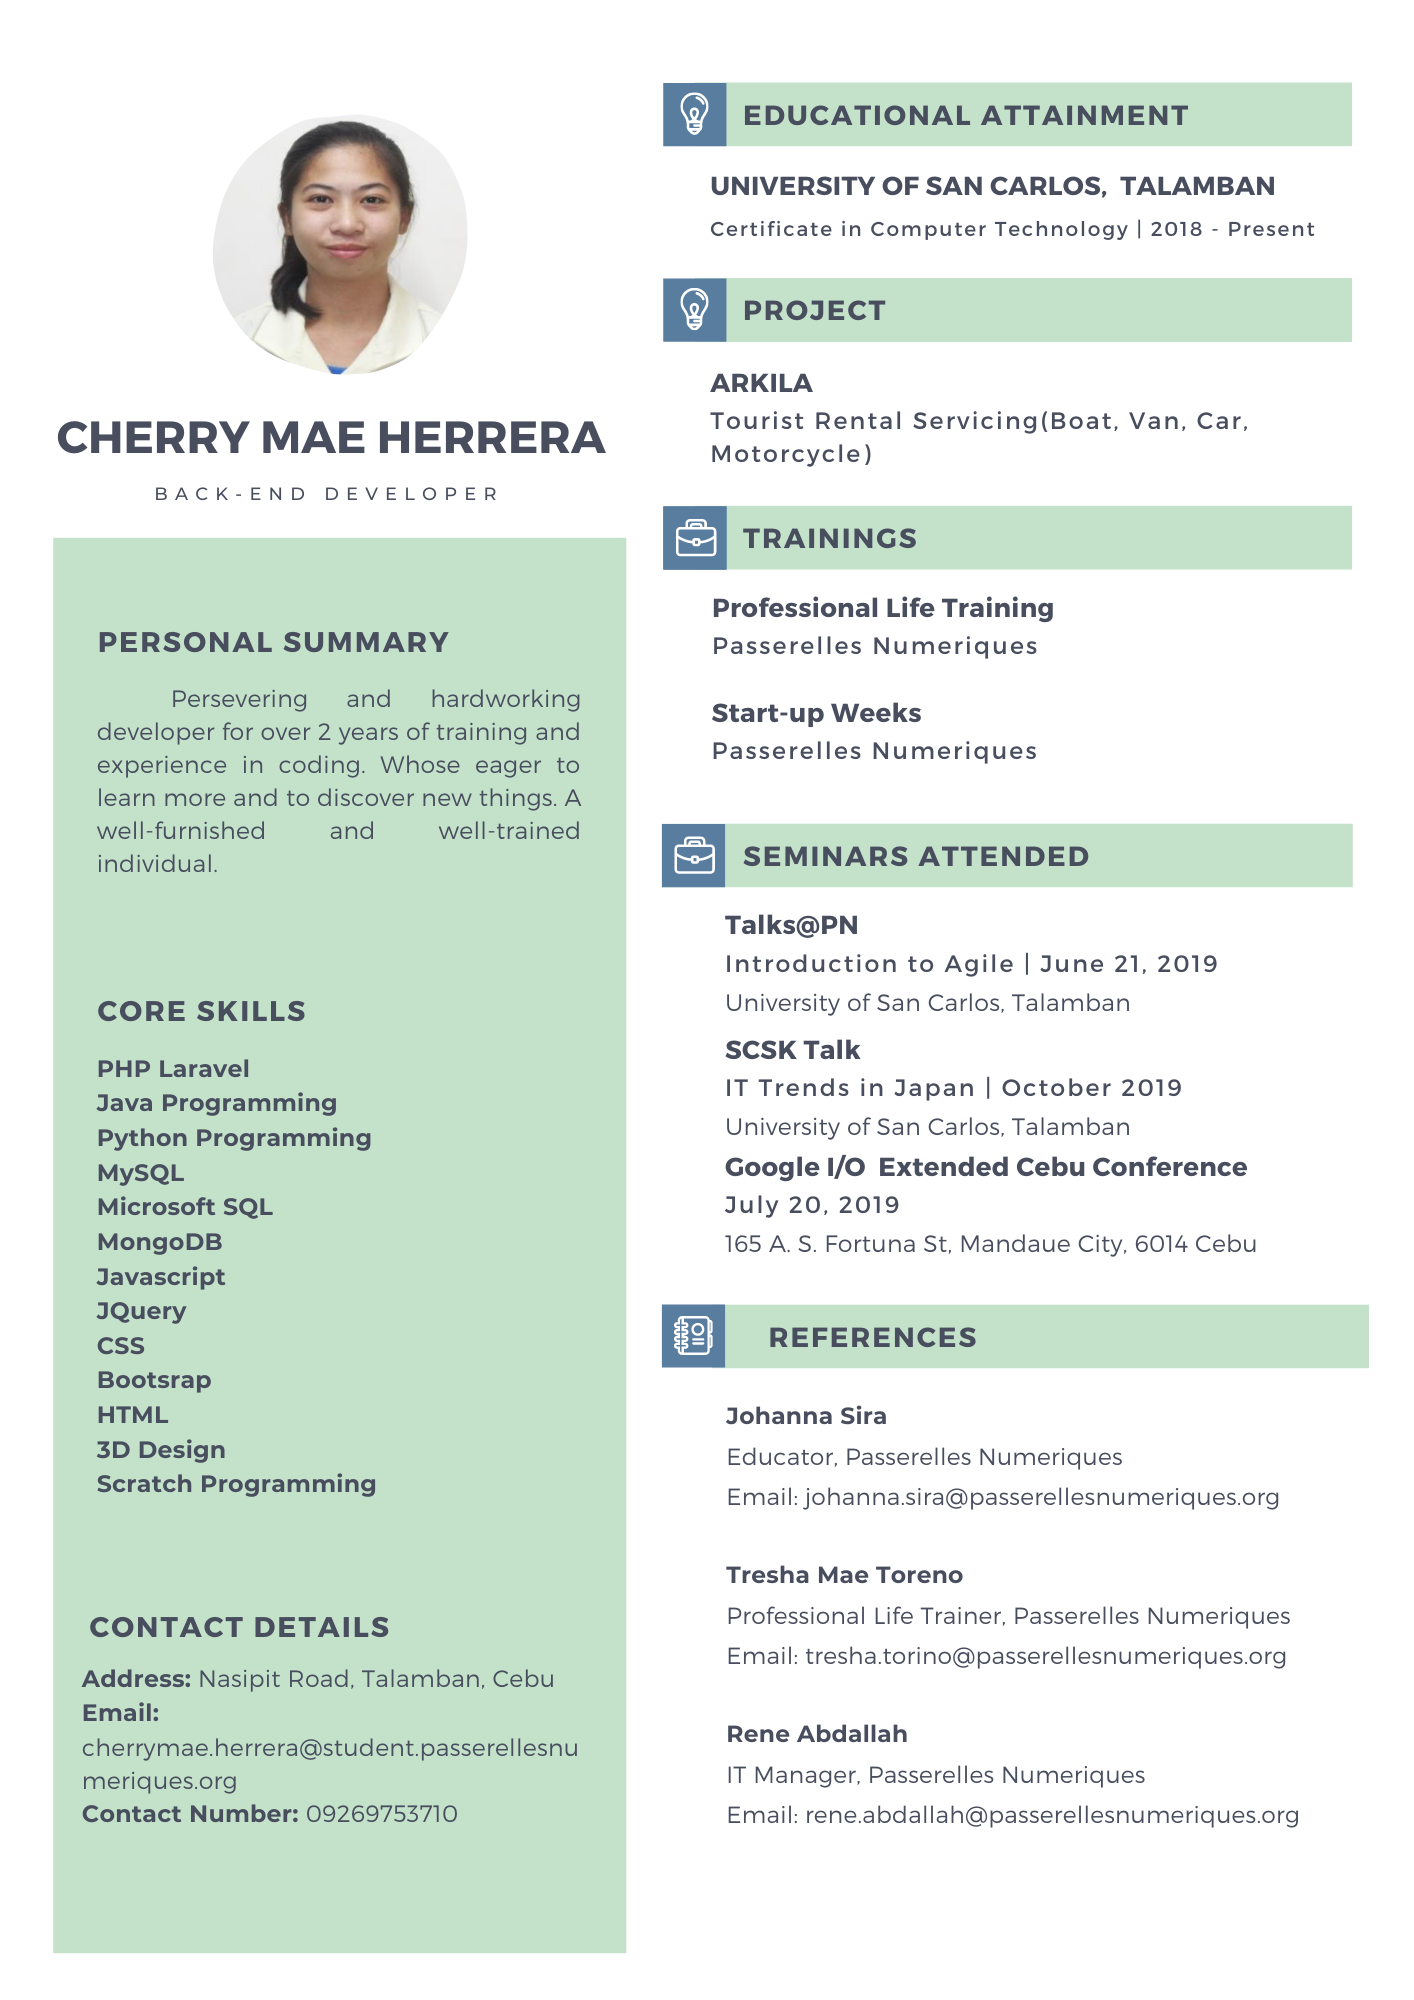 CHERRY MAE HERRERA
BACK-END DEVELOPER
PERSONAL SUMMARY
Persevering and hardworking
developer for over 2 years of training and
experience in coding. Whose eager to
learn more and to discover new things. A
well-furnished and well-trained
individual.
CORE SKILLS
PHP Laravel
Java Programming
Python Programming
MySQL
Microsoft SQL
MongoDB
Javascript
JQuery
CSS
Bootsrap
HTML
3D Design
Scratch Programming
CONTACT DETAILS
Address: Nasipit Road, Talamban, Cebu
Email:
cherrymae.herrera@student.passerellesnu
meriques.org
Contact Number: 09269753710
EDUCATIONAL ATTAINMENT
UNIVERSITY OF SAN CARLOS, TALAMBAN
Certificate in Computer Technology | 2018 - Present
PROJECT
ARKILA
Tourist Rental Servicing(Boat, Van, Car,
Motorcycle)
TRAININGS
Professional Life Training
Passerelles Numeriques
Start-up Weeks
Passerelles Numeriques
SEMINARS ATTENDED
Talks@PN
Introduction to Agile | June 21, 2019
University of San Carlos, Talamban
SCSK Talk
IT Trends in Japan | October 2019
University of San Carlos, Talamban
Google I/O Extended Cebu Conference
July 20, 2019
165 A. S. Fortuna St, Mandaue City, 6014 Cebu
REFERENCES
Johanna Sira
Educator, Passerelles Numeriques
Email: johanna.sira@passerellesnumeriques.org
Tresha Mae Toreno
Professional Life Trainer, Passerelles Numeriques
Email: tresha.torino@passerellesnumeriques.org
Rene Abdallah
IT Manager, Passerelles Numeriques
Email: rene.abdallah@passerellesnumeriques.org